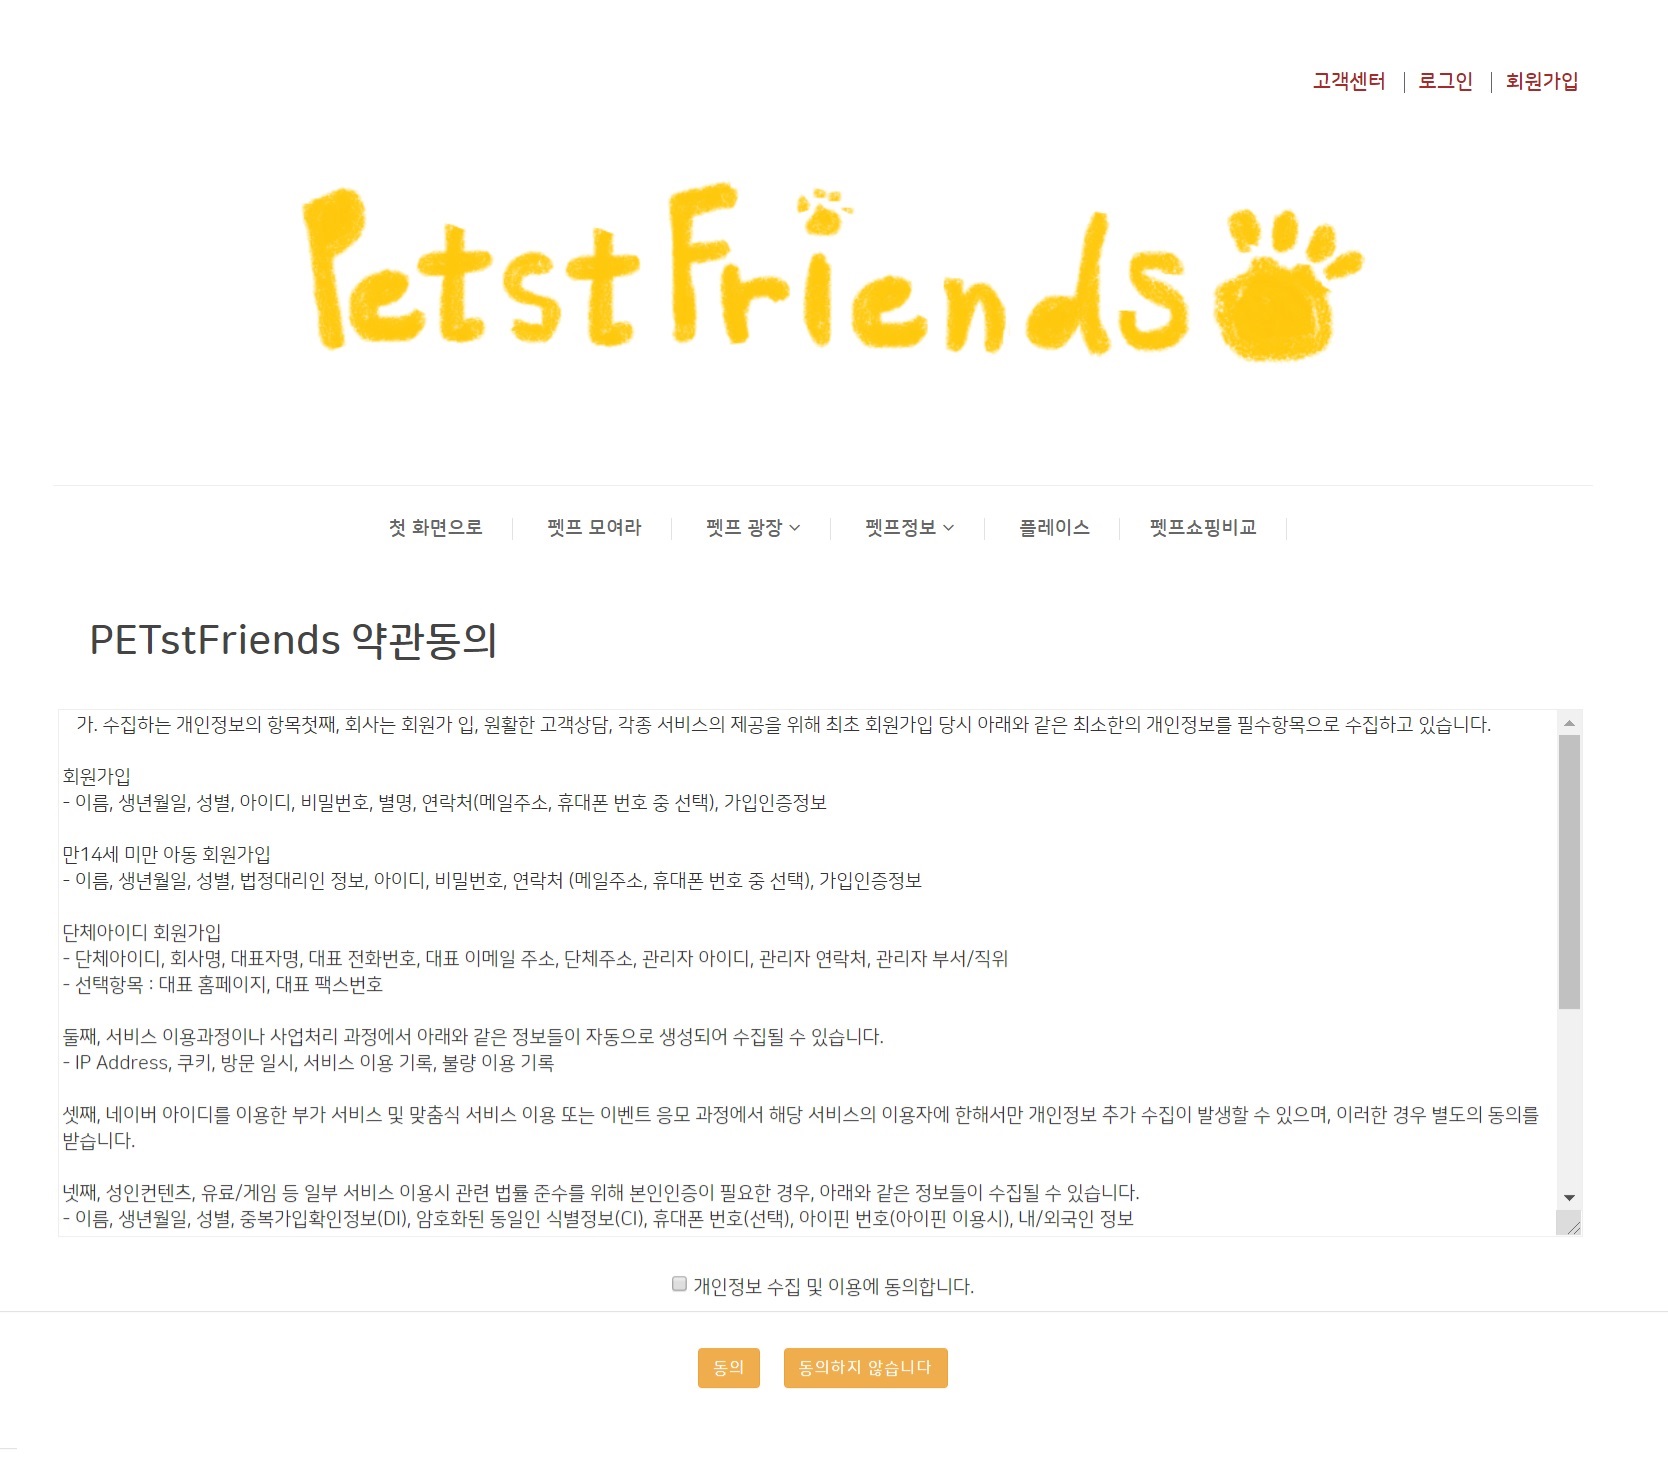 고객센터 로그인 회원가입
PetstFriends
첫 화면으로 펫프 모여라 펫프 광장 펫프정보 플레이스 펫프쇼핑비교
PETstFriends 약관동의
가. 수집하는 개인정보의 항목첫째, 회사는 회원가 입, 원활한 고객상담, 각종 서비스의 제공을 위해 최초 회원가입 당시 아래와 같은 최소한의 개인정보를 필수항목으로 수집하고 있습니다.
회원가입
- 이름, 생년월일, 성별, 아이디, 비밀번호, 별명, 연락처(메일주소, 휴대폰 번호 중 선택), 가입인증정보
만14세 미만 아동 회원가입
- 이름, 생년월일, 성별, 법정대리인 정보, 아이디, 비밀번호, 연락처 (메일주소, 휴대폰 번호 중 선택), 가입인증정보
단체아이디 회원가입
- 단체아이디, 회사명, 대표자명, 대표 전화번호, 대표 이메일 주소, 단체주소, 관리자 아이디, 관리자 연락처, 관리자 부서/직위
- 선택항목 : 대표 홈페이지, 대표 팩스번호
둘째, 서비스 이용과정이나 사업처리 과정에서 아래와 같은 정보들이 자동으로 생성되어 수집될 수 있습니다.
- IP Address, 쿠키, 방문 일시, 서비스 이용 기록, 불량 이용 기록
셋째, 네이버 아이디를 이용한 부가 서비스 및 맞춤식 서비스 이용 또는 이벤트 응모 과정에서 해당 서비스의 이용자에 한해서만 개인정보 추가 수집이 발생할 수 있으며, 이러한 경우 별도의 동의를
받습니다.
넷째, 성인컨텐츠, 유료/게임 등 일부 서비스 이용시 관련 법률 준수를 위해 본인인증이 필요한 경우, 아래와 같은 정보들이 수집될 수 있습니다.
- 이름, 생년월일, 성별, 중복가입확인정보(DI), 암호화된 동일인 식별정보(CI), 휴대폰 번호(선택), 아이핀 번호(아이핀 이용시), 내/외국인 정보
개인정보 수집 및 이용에 동의합니다.
동의 동의하지 않습니다